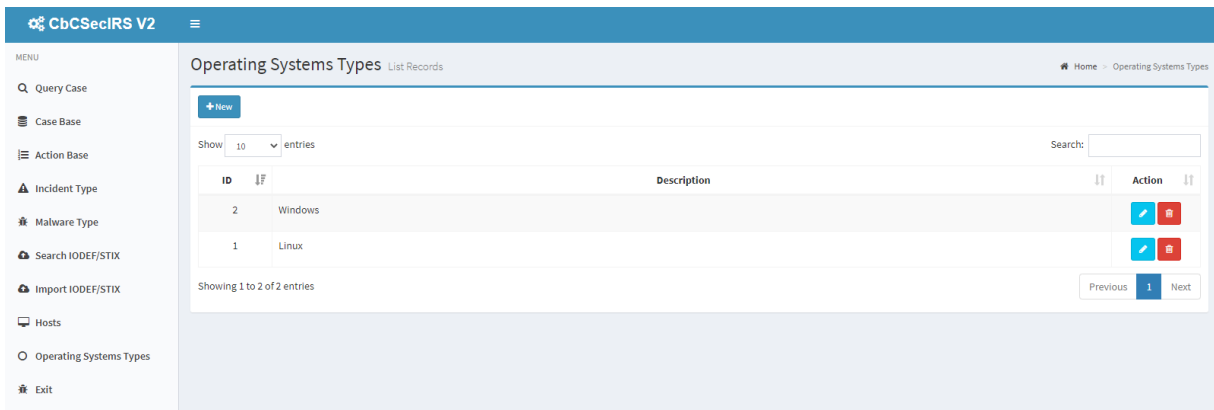 CbCSecIRS V2
MENU
Query Case
Case Base
Action Base
Incident Type
Malware Type
Search IODEF/STIX
Import IODEF/STIX
Hosts
Operating Systems Types
Exit
Operating Systems Types List Records
Home > Operating Systems Types
+New
Show 10 entries
Search:
ID Description Action
2 Windows
1 Linux
Showing 1 to 2 of 2 entries
Previous 1 Next